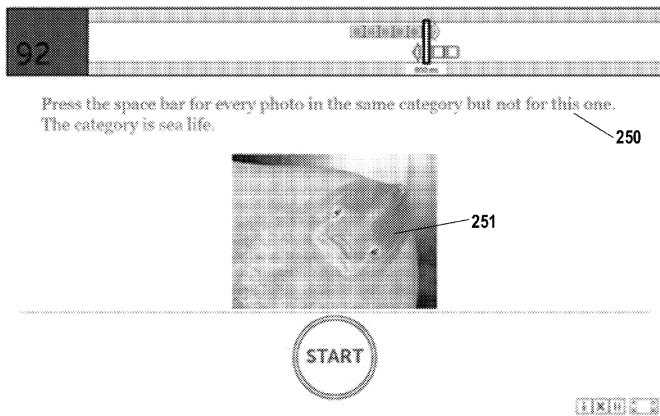 92
Press the space bar for every photo in the same category but not for this one.
The category is sea life.
250
251
START